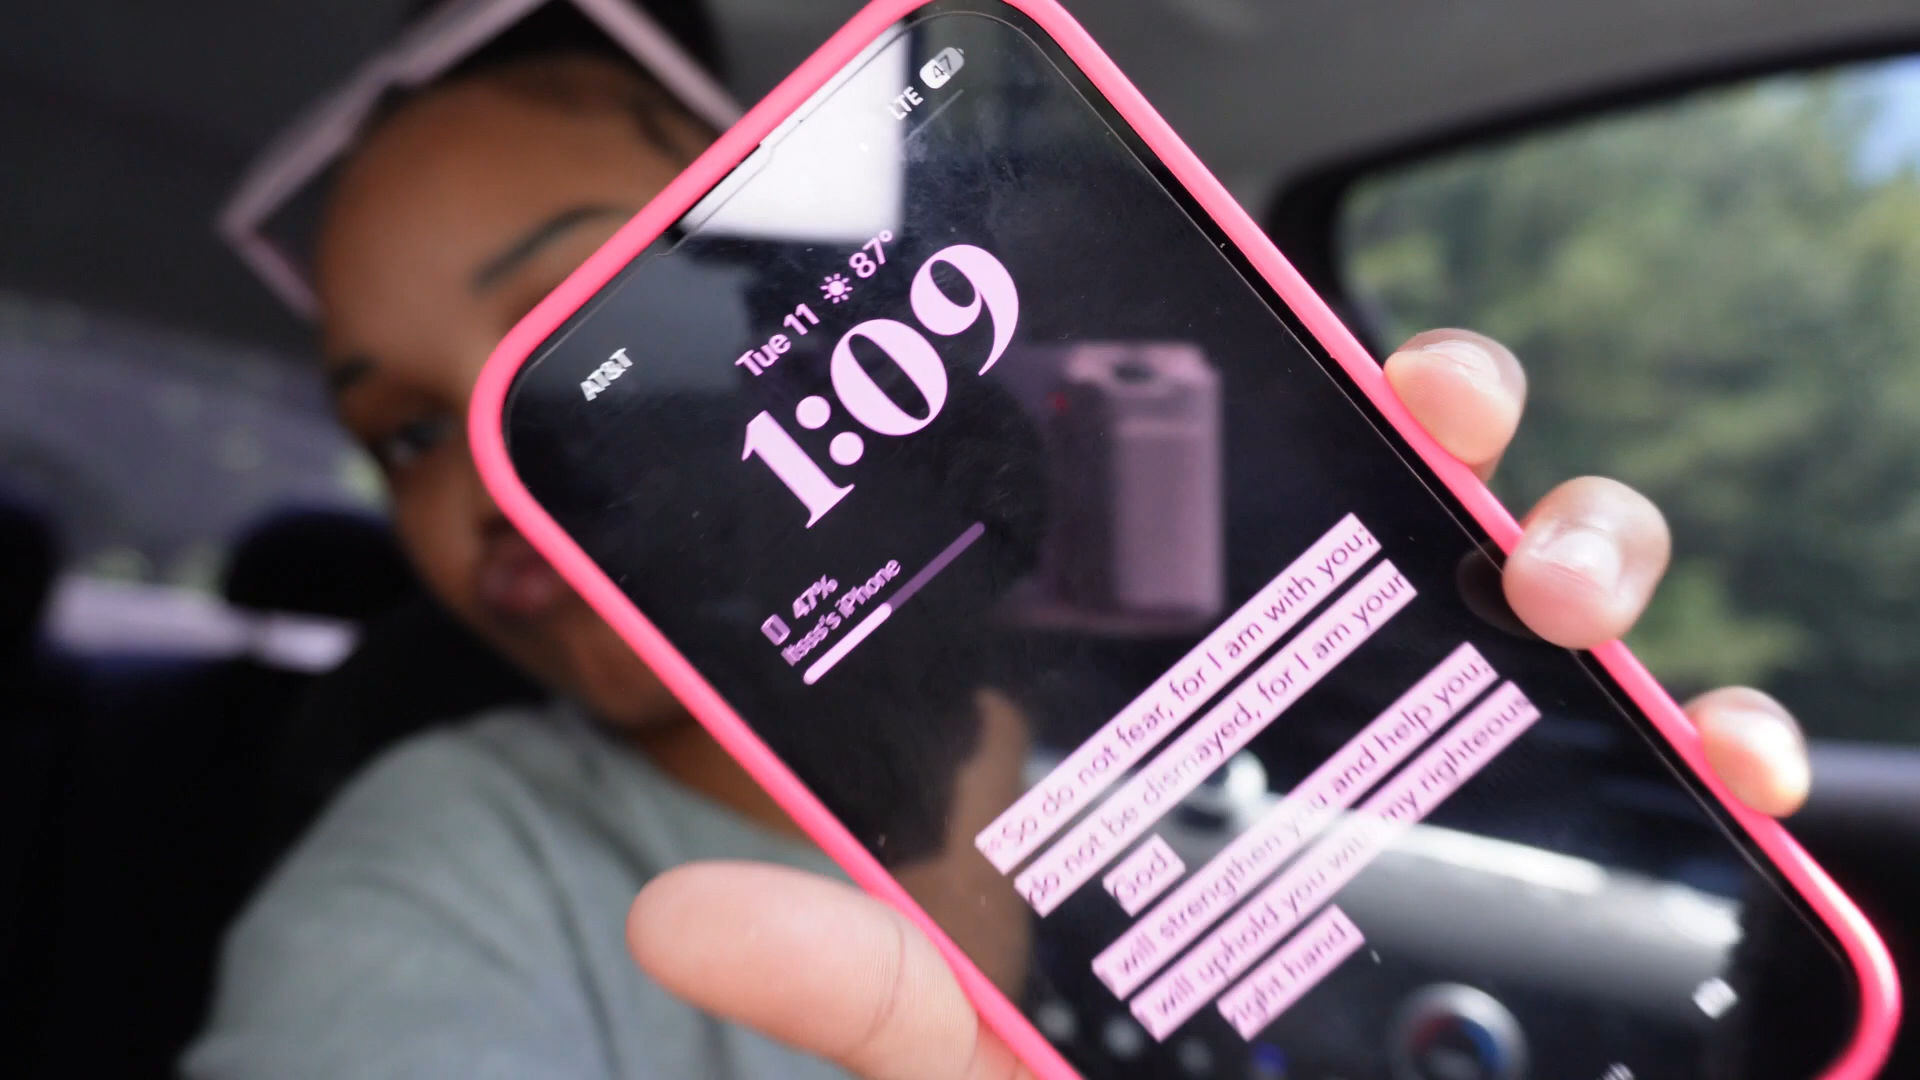 AT&T
LTE 47
Tue 11 87°
1:09
47%
iPhone
So do not fear, for I am with you;
do not be dismayed, for I am your
God
will strengthen you and help you;
I will uphold you with my righteous
right hand